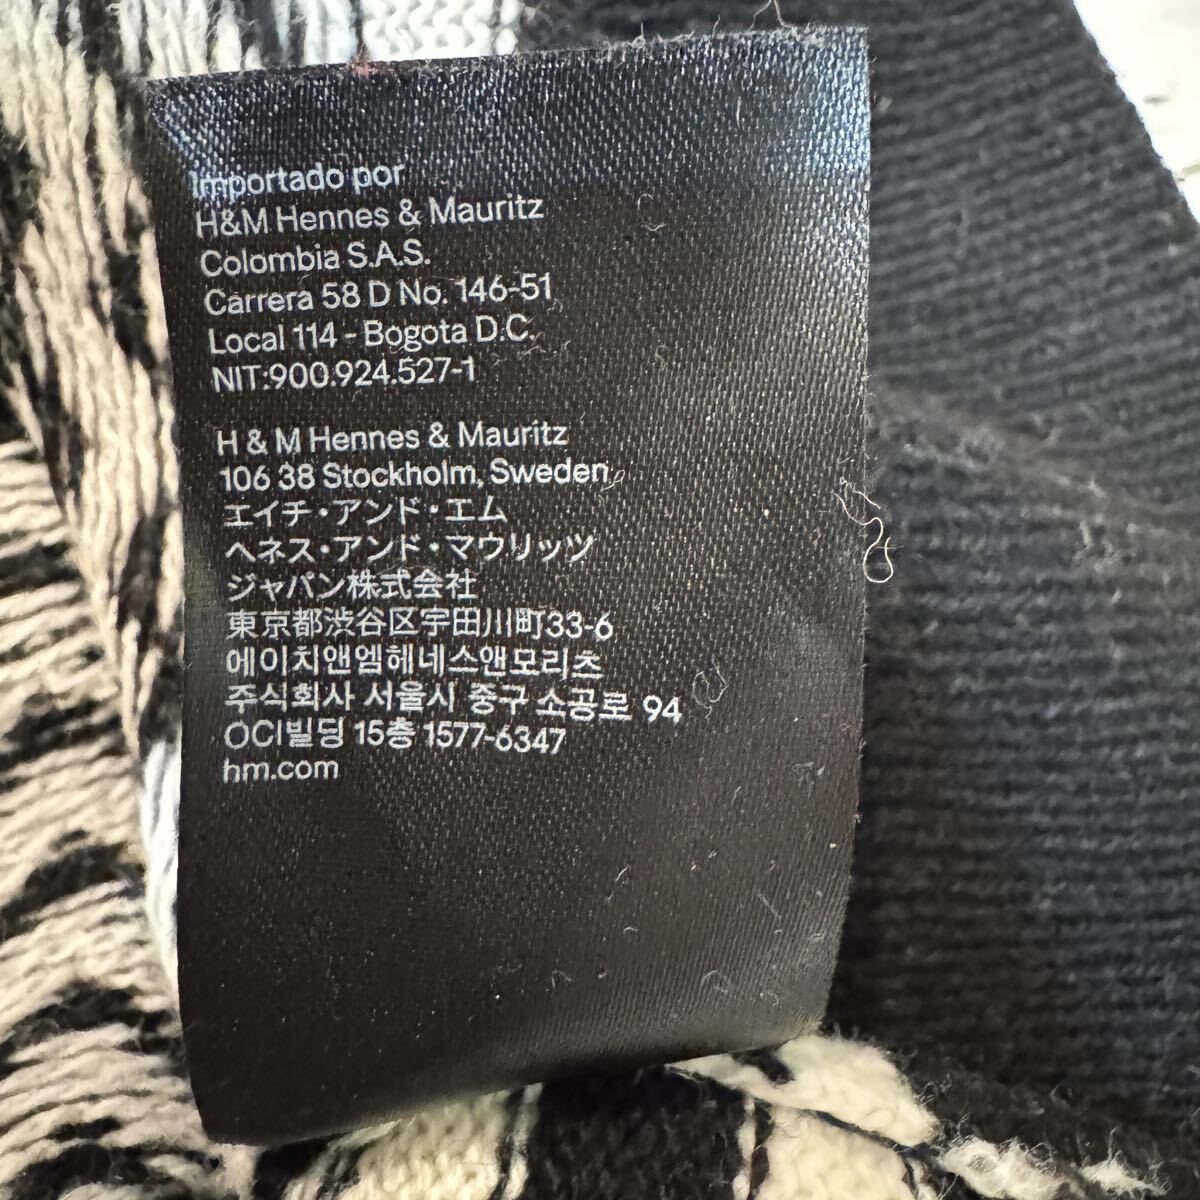 Importado por
H&M Hennes & Mauritz
Colombia S.A.S.
Carrera 58 D No. 146-51
Local 114 - Bogota D.C.
NIT:900.924.527-1
H & M Hennes & Mauritz
106 38 Stockholm, Sweden
エイチ・アンド・エム
ヘネス・アンド・マウリッツ
ジャパン株式会社
東京都渋谷区宇田川町33-6
에이치앤엠헤네스앤모리츠
주식회사 서울시 중구 소공로 94
OCI빌딩 15층 1577-6347
hm.com